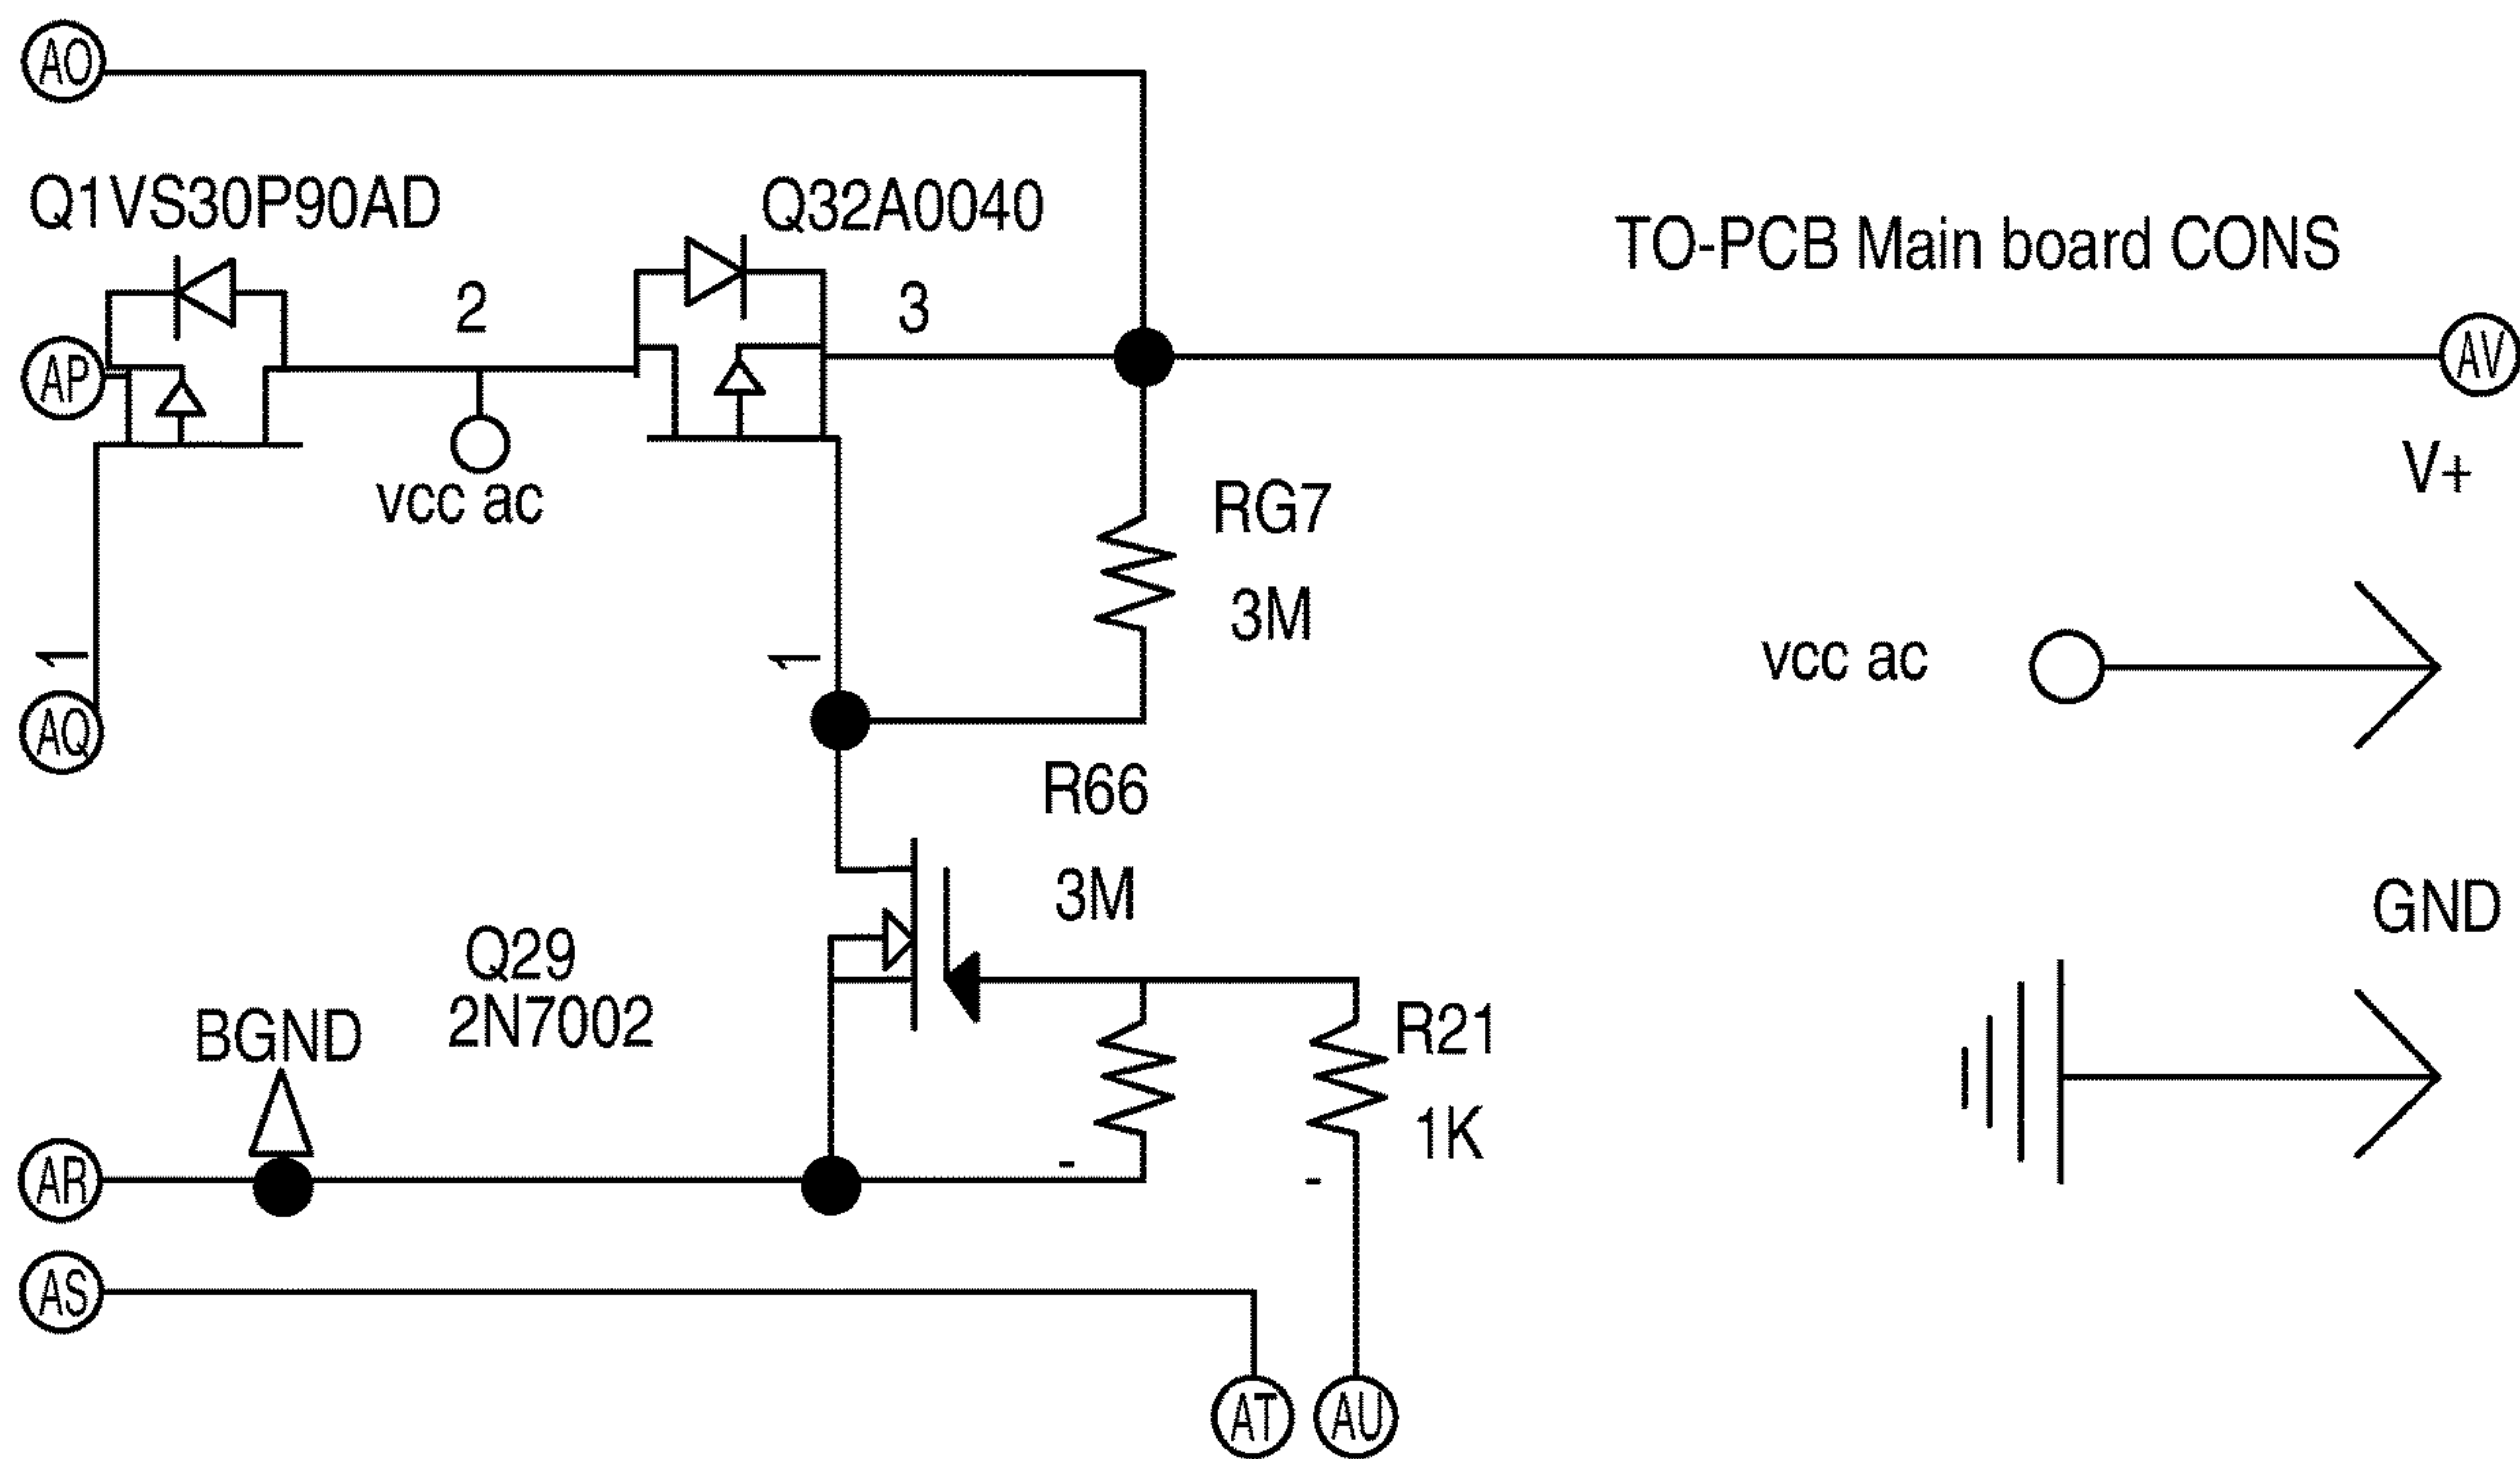 AO
Q1VS30P90AD
Q32A0040
TO-PCB Main board CONS
2
3
AP
AV
vcc ac
V+
RG7
3M
1
1
vcc ac
AQ
R66
3M
GND
Q29
2N7002
BGND
R21
1K
-
-
AR
AS
AT
AU